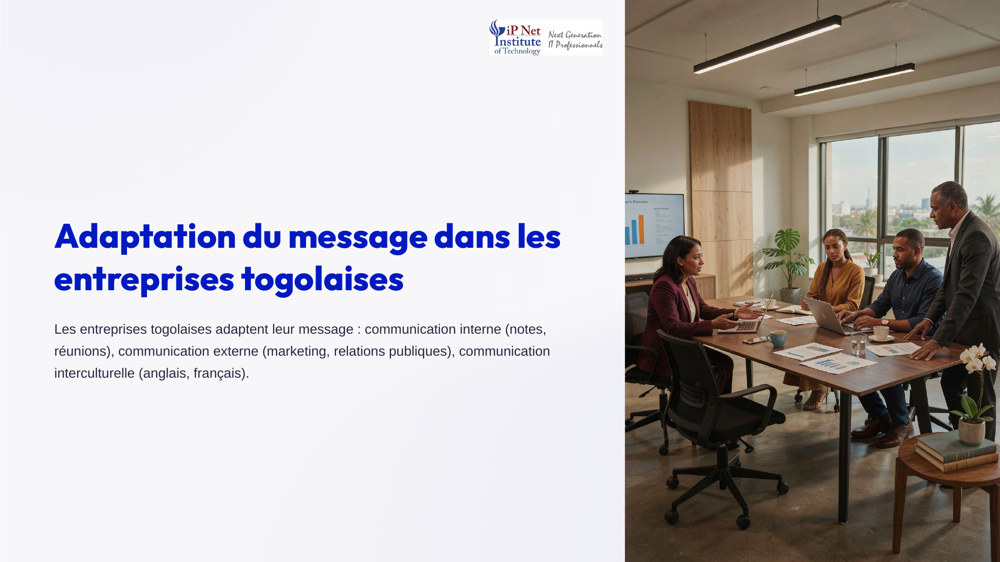 iP Net
Institute
of Technology
Next Generation
IT Professionnels
Adaptation du message dans les
entreprises togolaises
Les entreprises togolaises adaptent leur message : communication interne (notes,
réunions), communication externe (marketing, relations publiques), communication
interculturelle (anglais, français).